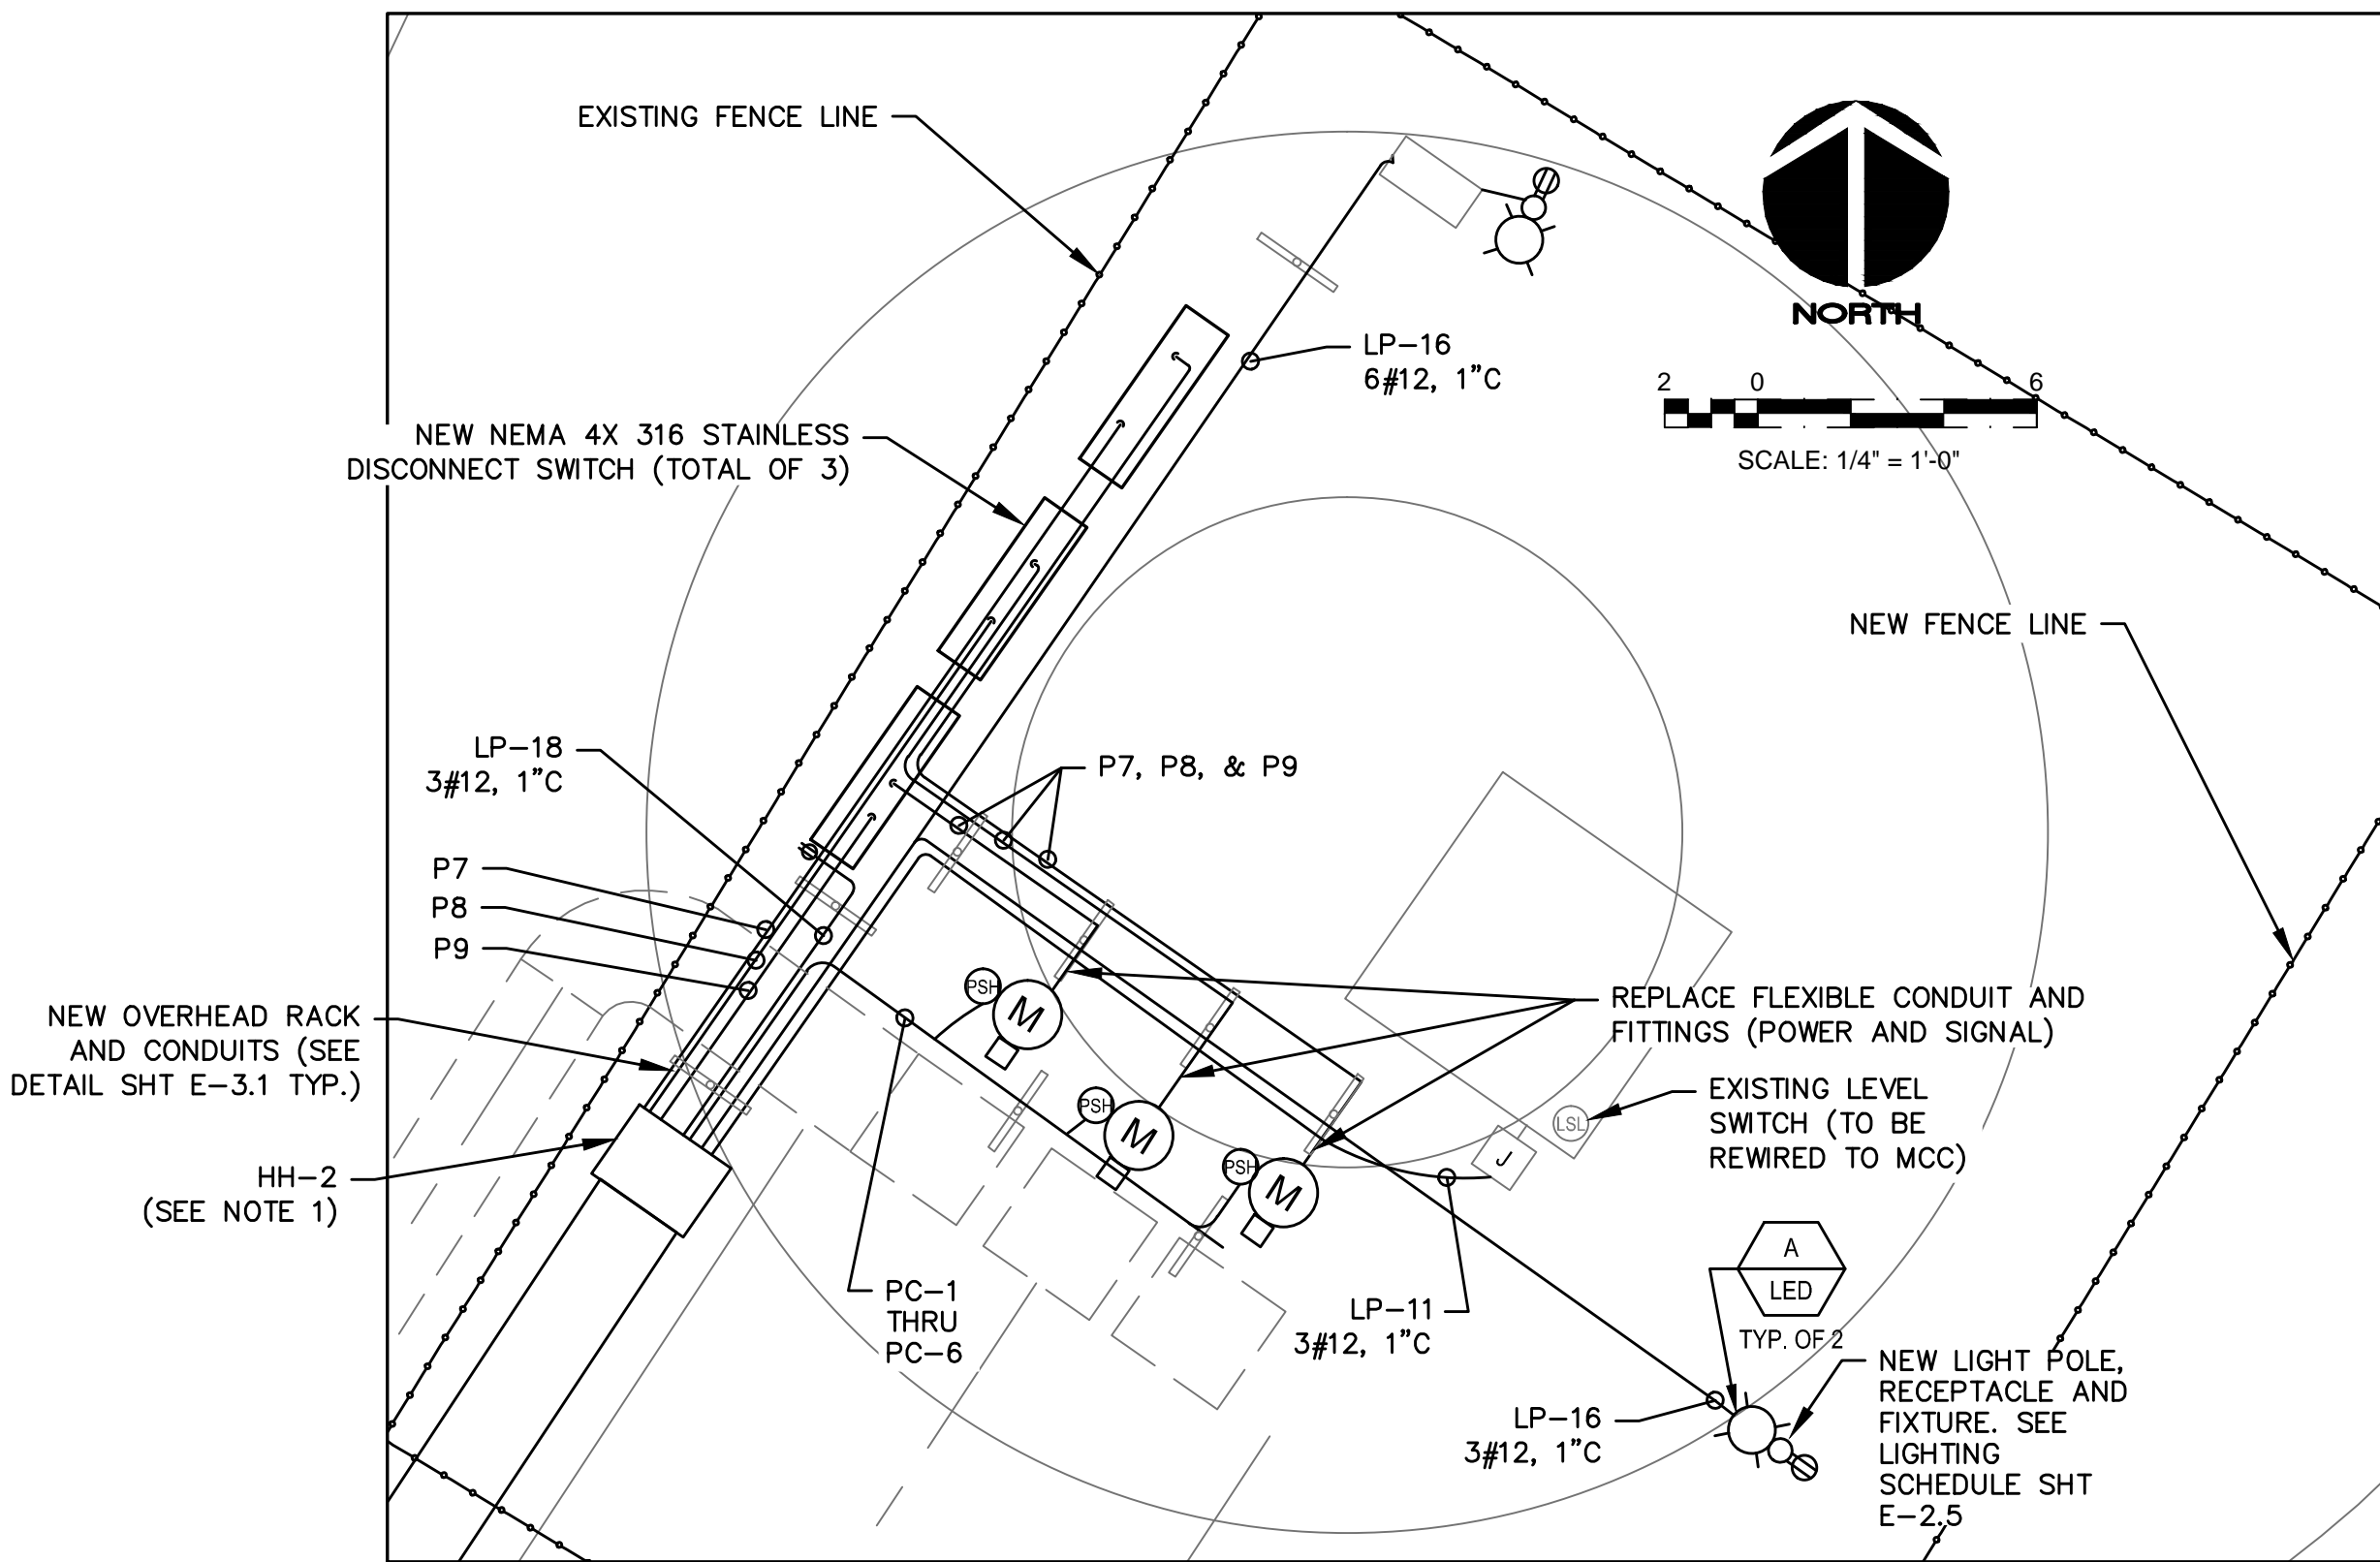 EXISTING FENCE LINE
NORTH
LP-16
6#12, 1"C
2 0 6
SCALE: 1/4" = 1'-0"
NEW NEMA 4X 316 STAINLESS
DISCONNECT SWITCH (TOTAL OF 3)
NEW FENCE LINE
LP-18
3#12, 1"C
P7, P8, & P9
P7
P8
P9
PSH
M
PSH
M
PSH
M
NEW OVERHEAD RACK
AND CONDUITS (SEE
DETAIL SHT E-3.1 TYP.)
REPLACE FLEXIBLE CONDUIT AND
FITTINGS (POWER AND SIGNAL)
EXISTING LEVEL
SWITCH (TO BE
REWIRED TO MCC)
LSL
J
HH-2
(SEE NOTE 1)
A
LED
TYP. OF 2
PC-1
THRU
PC-6
LP-11
3#12, 1"C
LP-16
3#12, 1"C
NEW LIGHT POLE,
RECEPTACLE AND
FIXTURE. SEE
LIGHTING
SCHEDULE SHT
E-2.5